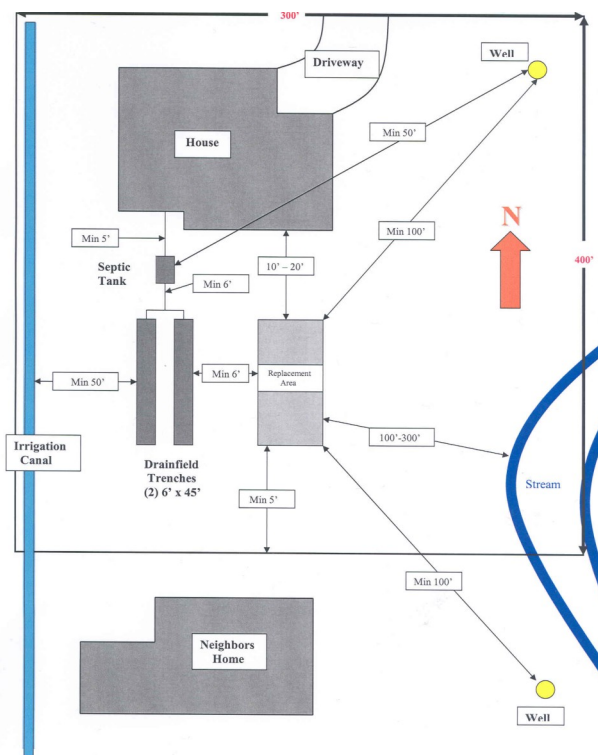 300'
Driveway
Well
House
Min 50'
Min 5'
Min 100'
N
Septic
Tank
10' – 20'
400'
Min 6'
Min 50'
Min 6'
Replacement
Area
Irrigation
Canal
100'-300'
Drainfield
Trenches
(2) 6' x 45'
Min 5'
Stream
Min 100'
Neighbors
Home
Well